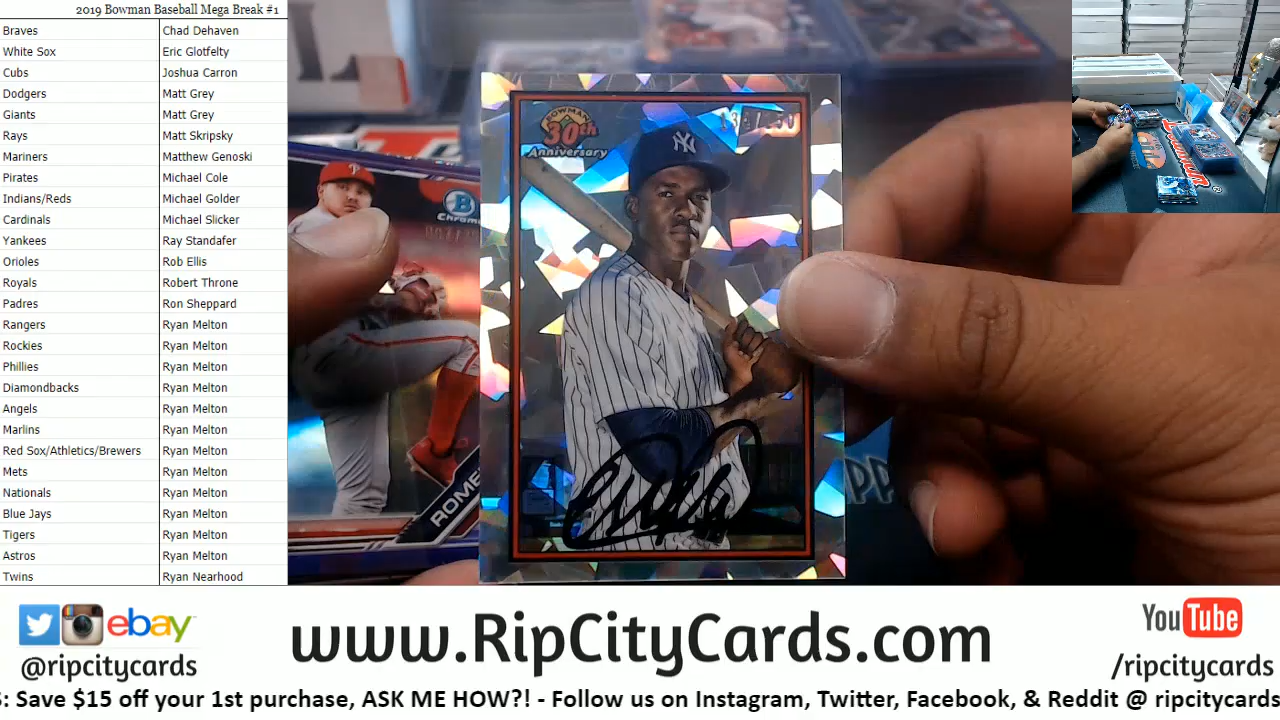 2019 Bowman Baseball Mega Break #1
Braves Chad Dehaven
White Sox Eric Glotfelty
Cubs Joshua Carron
Dodgers Matt Grey
Giants Matt Grey
Rays Matt Skripsky
Mariners Matthew Genoski
Pirates Michael Cole
Indians/Reds Michael Golder
Cardinals Michael Slicker
Yankees Ray Standafer
Orioles Rob Ellis
Royals Robert Throne
Padres Ron Sheppard
Rangers Ryan Melton
Rockies Ryan Melton
Phillies Ryan Melton
Diamondbacks Ryan Melton
Angels Ryan Melton
Marlins Ryan Melton
Red Sox/Athletics/Brewers Ryan Melton
Mets Ryan Melton
Nationals Ryan Melton
Blue Jays Ryan Melton
Tigers Ryan Melton
Astros Ryan Melton
Twins Ryan Nearhood
BOWMAN
30th
Anniversary
NY
P
B
Chrome
ROME
ebay
@ripcitycards
www.RipCityCards.com
YouTube
/ripcitycards
: Save $15 off your 1st purchase, ASK ME HOW?! - Follow us on Instagram, Twitter, Facebook, & Reddit @ ripcitycards